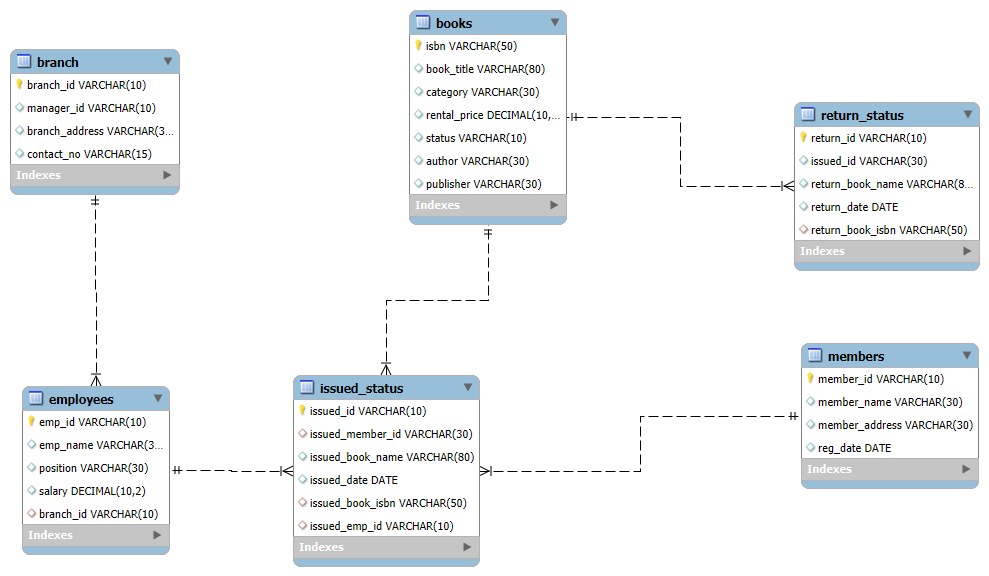 branch
branch_id VARCHAR(10)
manager_id VARCHAR(10)
branch_address VARCHAR(3...
contact_no VARCHAR(15)
Indexes
books
isbn VARCHAR(50)
book_title VARCHAR(80)
category VARCHAR(30)
rental_price DECIMAL(10,...
status VARCHAR(10)
author VARCHAR(30)
publisher VARCHAR(30)
Indexes
return_status
return_id VARCHAR(10)
issued_id VARCHAR(30)
return_book_name VARCHAR(8...
return_date DATE
return_book_isbn VARCHAR(50)
Indexes
employees
emp_id VARCHAR(10)
emp_name VARCHAR(3...
position VARCHAR(30)
salary DECIMAL(10,2)
branch_id VARCHAR(10)
Indexes
issued_status
issued_id VARCHAR(10)
issued_member_id VARCHAR(30)
issued_book_name VARCHAR(80)
issued_date DATE
issued_book_isbn VARCHAR(50)
issued_emp_id VARCHAR(10)
Indexes
members
member_id VARCHAR(10)
member_name VARCHAR(30)
member_address VARCHAR(30)
reg_date DATE
Indexes